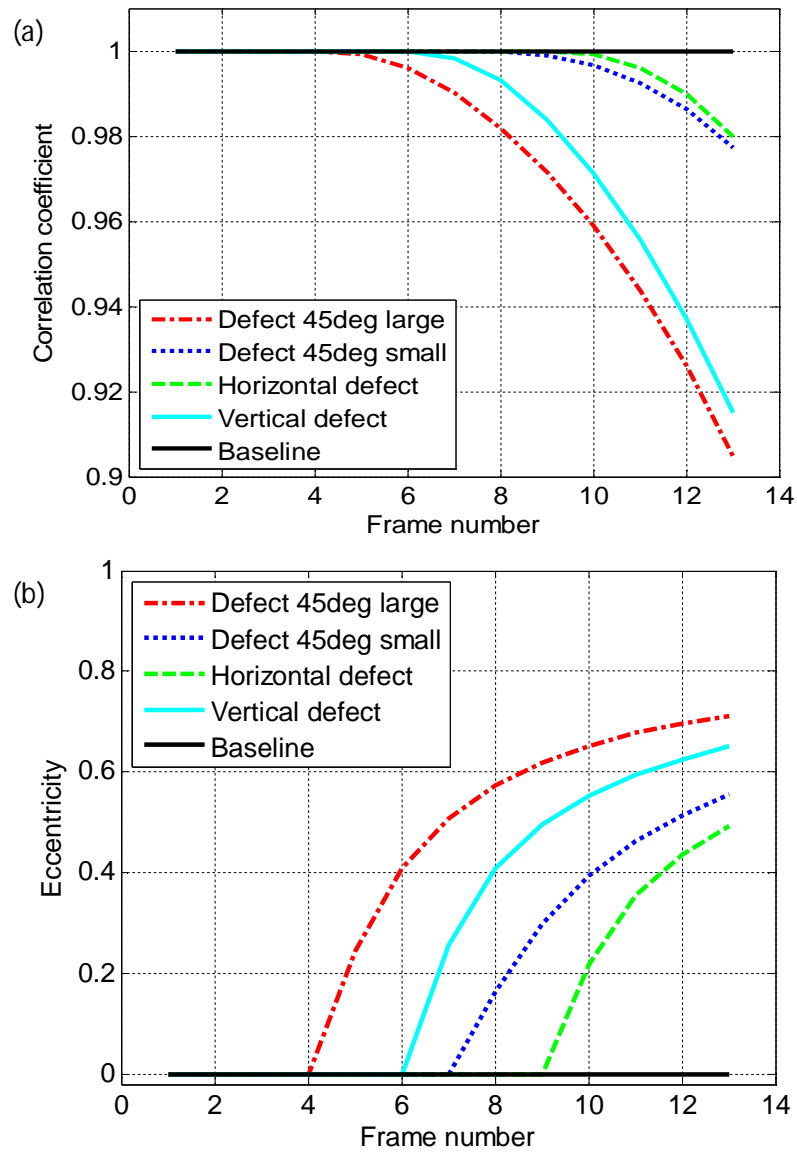 (a)
Correlation coefficient
1
0.98
0.96
0.94
0.92
0.9
Defect 45deg large
Defect 45deg small
Horizontal defect
Vertical defect
Baseline
0 2 4 6 8 10 12 14
Frame number
(b)
Eccentricity
1
0.8
0.6
0.4
0.2
0
Defect 45deg large
Defect 45deg small
Horizontal defect
Vertical defect
Baseline
0 2 4 6 8 10 12 14
Frame number